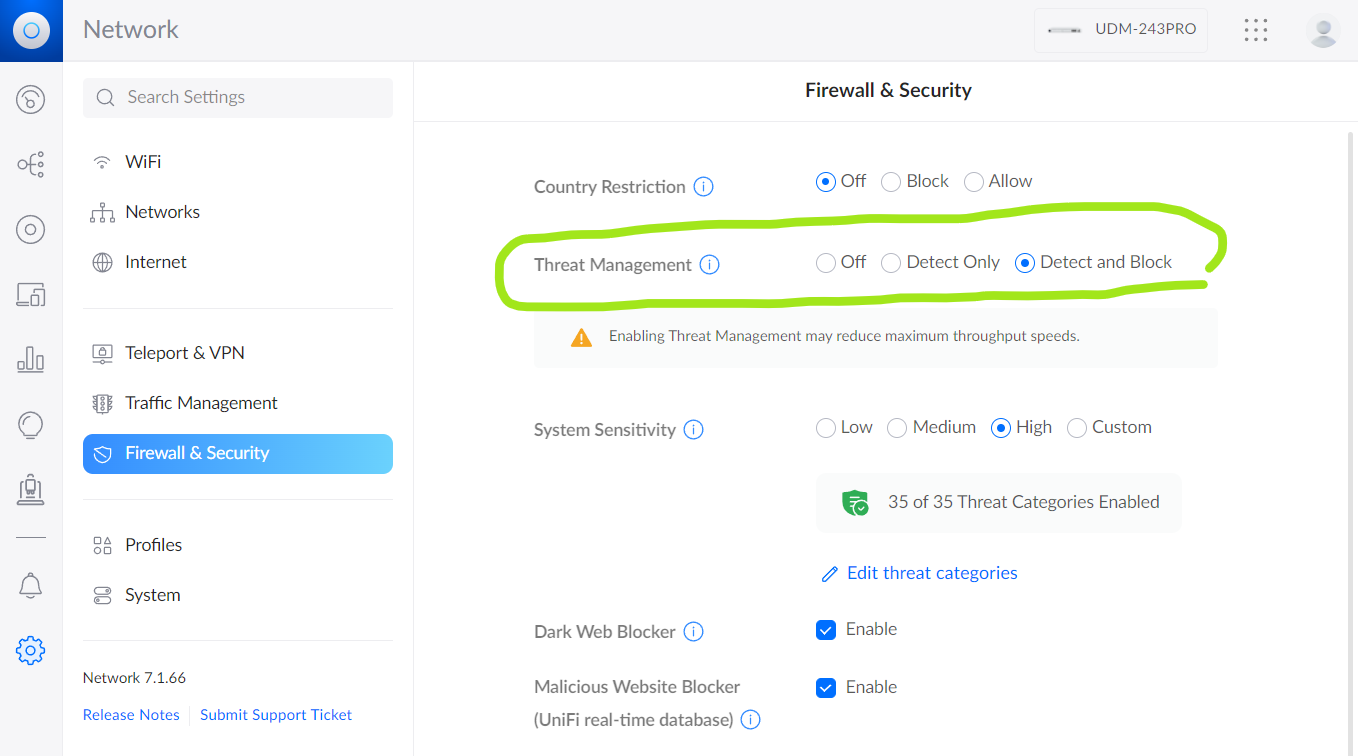 Network
UDM-243PRO
Search Settings
WiFi
Networks
Internet
Teleport & VPN
Traffic Management
Firewall & Security
Profiles
System
Network 7.1.66
Release Notes Submit Support Ticket
Firewall & Security
Country Restriction Off Block Allow
Threat Management Off Detect Only Detect and Block
Enabling Threat Management may reduce maximum throughput speeds.
System Sensitivity Low Medium High Custom
35 of 35 Threat Categories Enabled
Edit threat categories
Dark Web Blocker Enable
Malicious Website Blocker Enable
(UniFi real-time database)